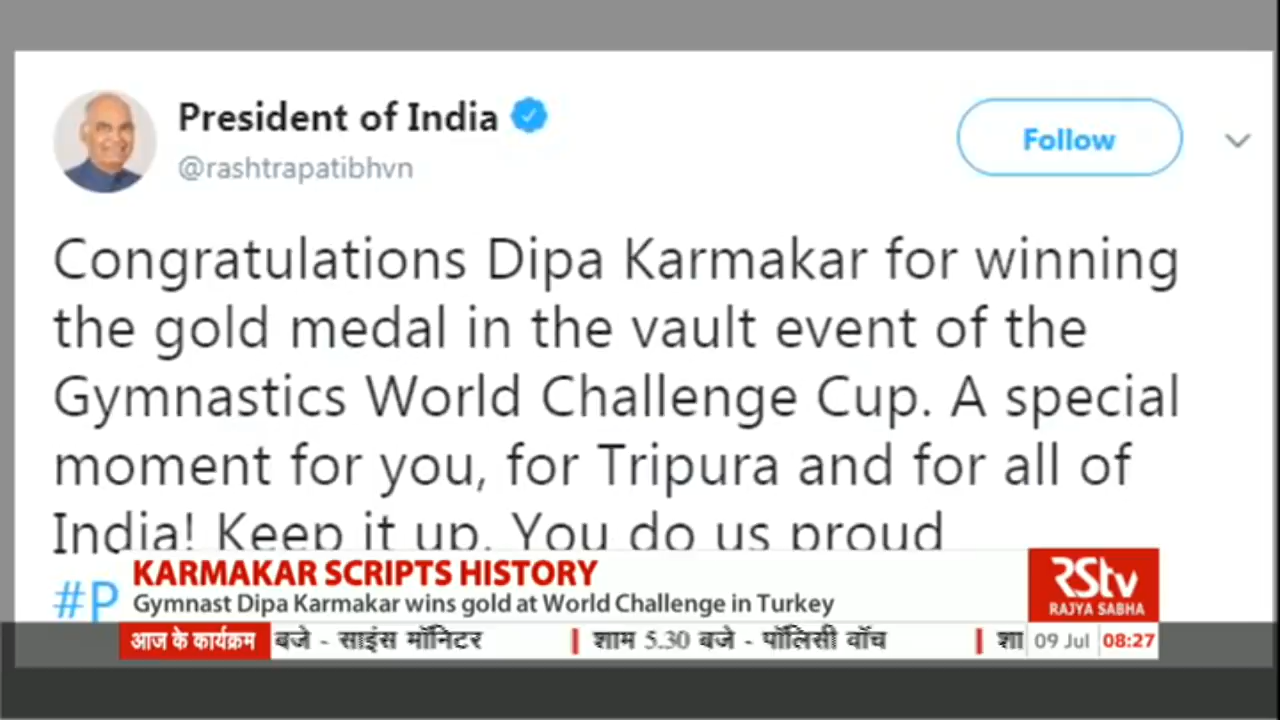 President of India
@rashtrapatibhvn
Follow
Congratulations Dipa Karmakar for winning
the gold medal in the vault event of the
Gymnastics World Challenge Cup. A special
moment for you, for Tripura and for all of
India! Keep it up. You do us proud
#P
KARMAKAR SCRIPTS HISTORY
Gymnast Dipa Karmakar wins gold at World Challenge in Turkey
RStv
RAJYA SABHA
आज के कार्यक्रम बजे - साइंस मॉनिटर | शाम 5.30 बजे - पॉलिसी वॉच | शा 09 Jul 08:27